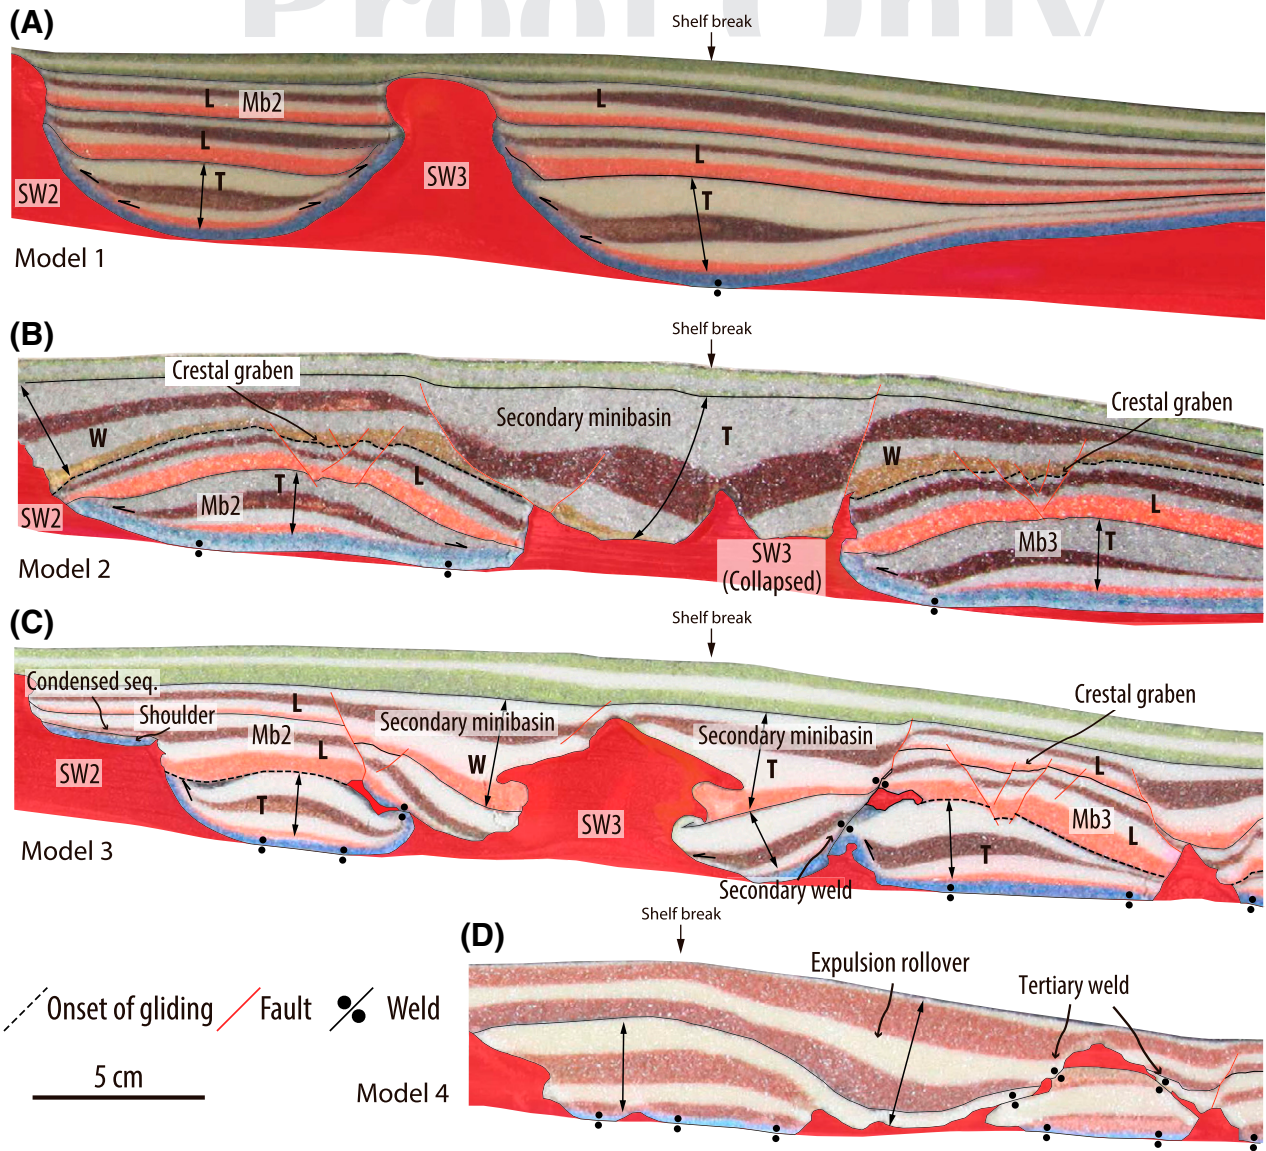 Proof Only
(A)
Shelf break
L
Mb2
L
L
L
T
T
SW2
SW3
Model 1
(B)
Shelf break
Crestal graben
Secondary minibasin
Crestal graben
W
T
W
T
L
L
Mb2
Mb3
T
SW2
SW3
(Collapsed)
Model 2
(C)
Shelf break
Condensed seq.
Shoulder
L
Secondary minibasin
Secondary minibasin
Crestal graben
Mb2
L
W
T
L
SW2
T
SW3
Mb3
L
T
Model 3
Secondary weld
(D)
Shelf break
Expulsion rollover
Tertiary weld
Onset of gliding
Fault
Weld
5 cm
Model 4